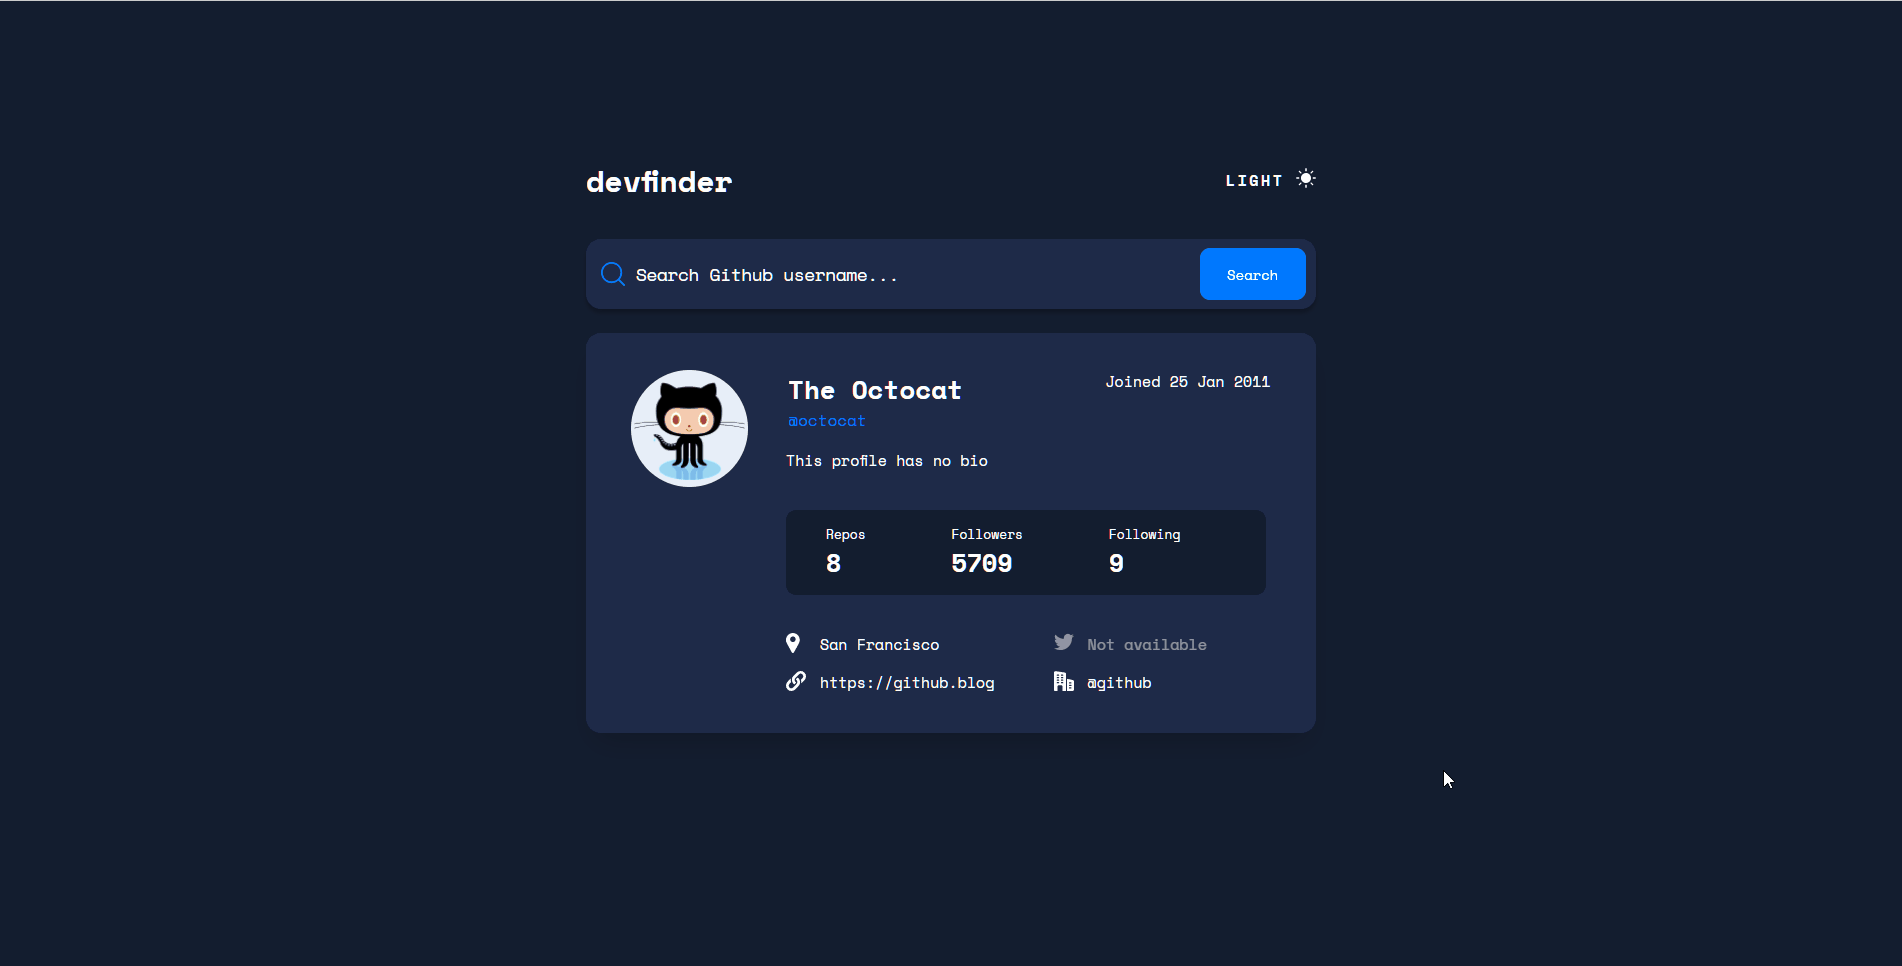 devfinder
LIGHT
Search Github username...
Search
The Octocat
Joined 25 Jan 2011
@octocat
This profile has no bio
Repos Followers Following
8 5709 9
San Francisco
Not available
https://github.blog
@github